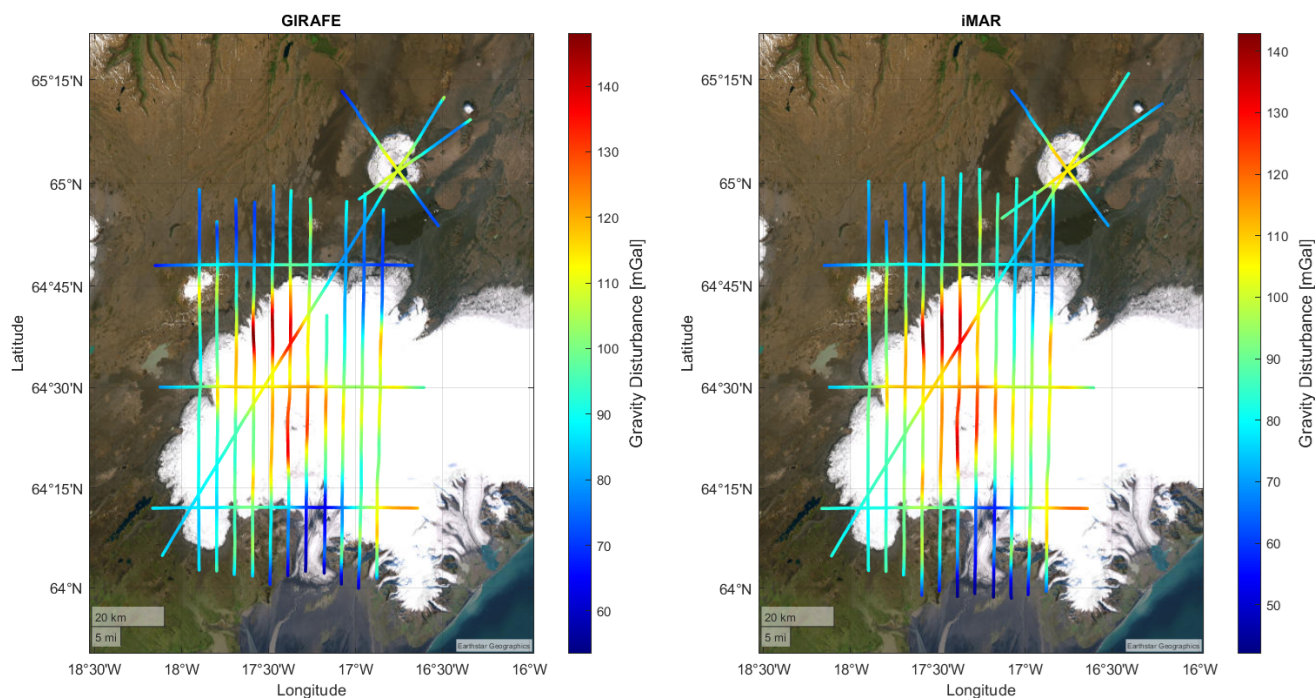 GIRAFE
65°15'N
65°N
64°45'N
64°30'N
64°15'N
64°N
Latitude
20 km
5 mi
Earthstar Geographics
18°30'W
18°W
17°30'W
17°W
16°30'W
16°W
Longitude
140
130
120
110
100
90
80
70
60
Gravity Disturbance [mGal]
iMAR
65°15'N
65°N
64°45'N
64°30'N
64°15'N
64°N
Latitude
20 km
5 mi
Earthstar Geographics
18°30'W
18°W
17°30'W
17°W
16°30'W
16°W
Longitude
140
130
120
110
100
90
80
70
60
50
Gravity Disturbance [mGal]